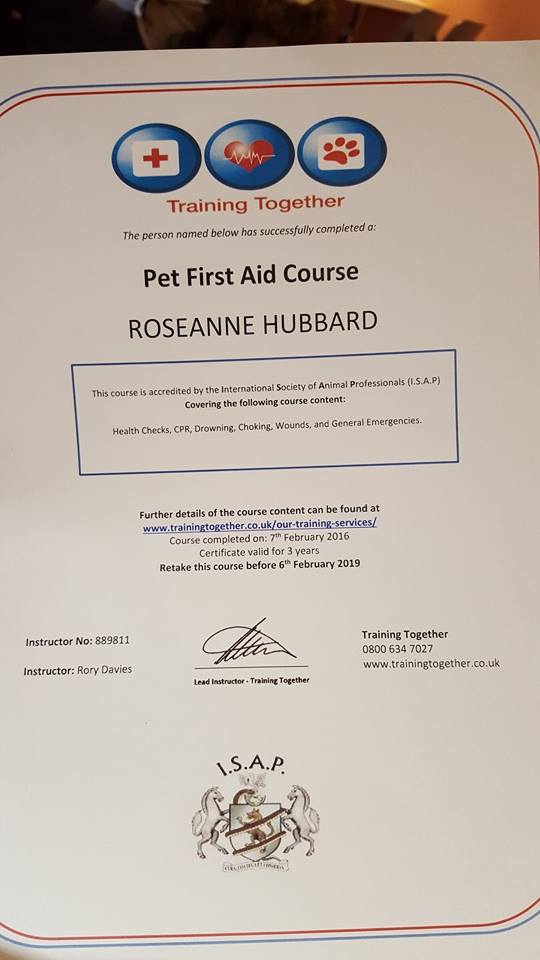 Training Together
The person named below has successfully completed a:
Pet First Aid Course
ROSEANNE HUBBARD
This course is accredited by the International Society of Animal Professionals (I.S.A.P)
Covering the following course content:
Health Checks, CPR, Drowning, Choking, Wounds, and General Emergencies.
Further details of the course content can be found at
www.trainingtogether.co.uk/our-training-services/
Course completed on: 7th February 2016
Certificate valid for 3 years
Retake this course before 6th February 2019
Instructor No: 889811
Instructor: Rory Davies
Lead Instructor - Training Together
Training Together
0800 634 7027
www.trainingtogether.co.uk
I.S.A.P.